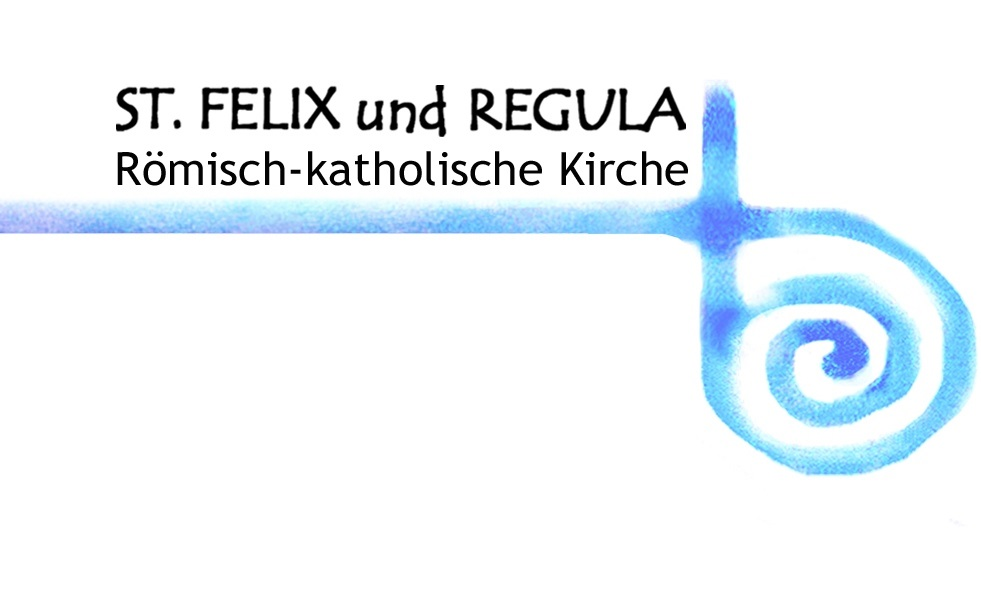 ST. FELIX und REGULA
Römisch-katholische Kirche